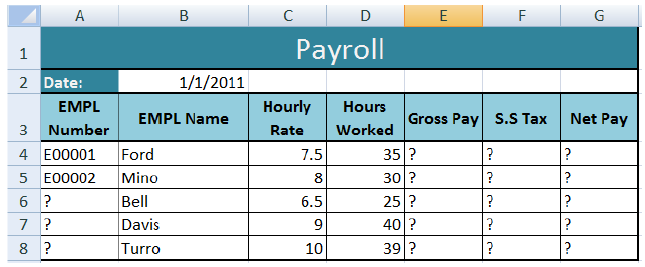 A B C D E F G
1 Payroll
2 Date: 1/1/2011
3 EMPL Number EMPL Name Hourly Rate Hours Worked Gross Pay S.S Tax Net Pay
4 E00001 Ford 7.5 35 ? ? ?
5 E00002 Mino 8 30 ? ? ?
6 ? Bell 6.5 25 ? ? ?
7 ? Davis 9 40 ? ? ?
8 ? Turro 10 39 ? ? ?